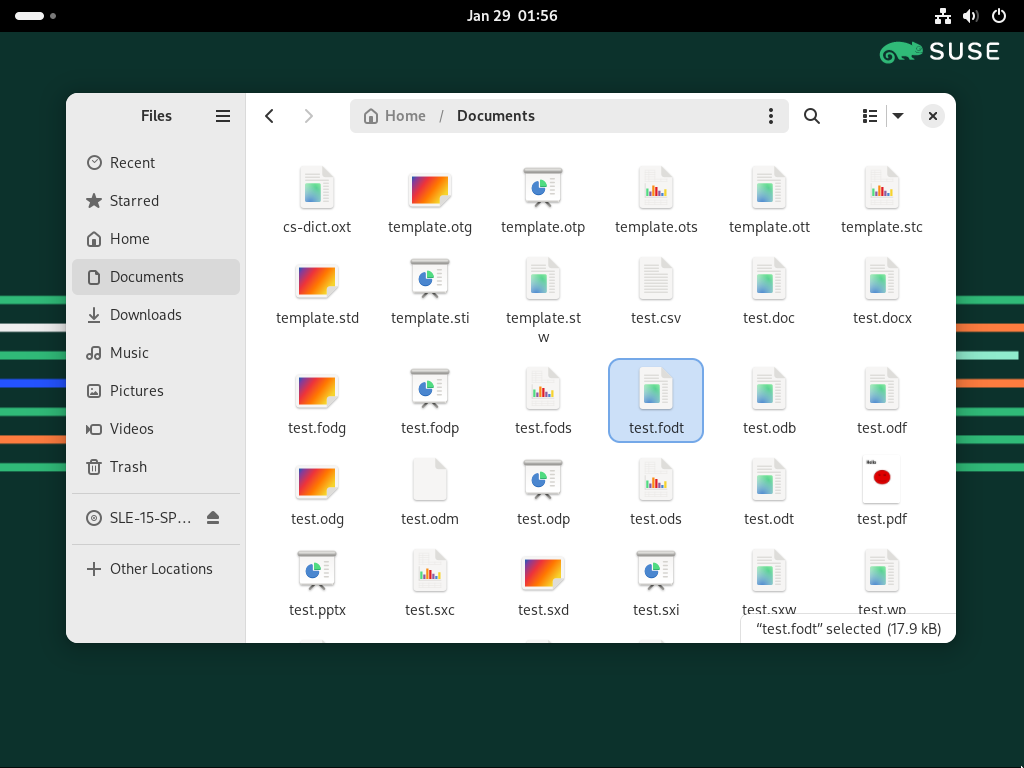 Jan 29 01:56
SUSE
Files
Home / Documents
Recent
Starred
Home
Documents
Downloads
Music
Pictures
Videos
Trash
SLE-15-SP…
Other Locations
cs-dict.oxt
template.otg
template.otp
template.ots
template.ott
template.stc
template.std
template.sti
template.st
w
test.csv
test.doc
test.docx
test.fodg
test.fodp
test.fods
test.fodt
test.odb
test.odf
test.odg
test.odm
test.odp
test.ods
test.odt
Hello
test.pdf
test.pptx
test.sxc
test.sxd
test.sxi
test.sxw
test.wp
“test.fodt” selected (17.9 kB)